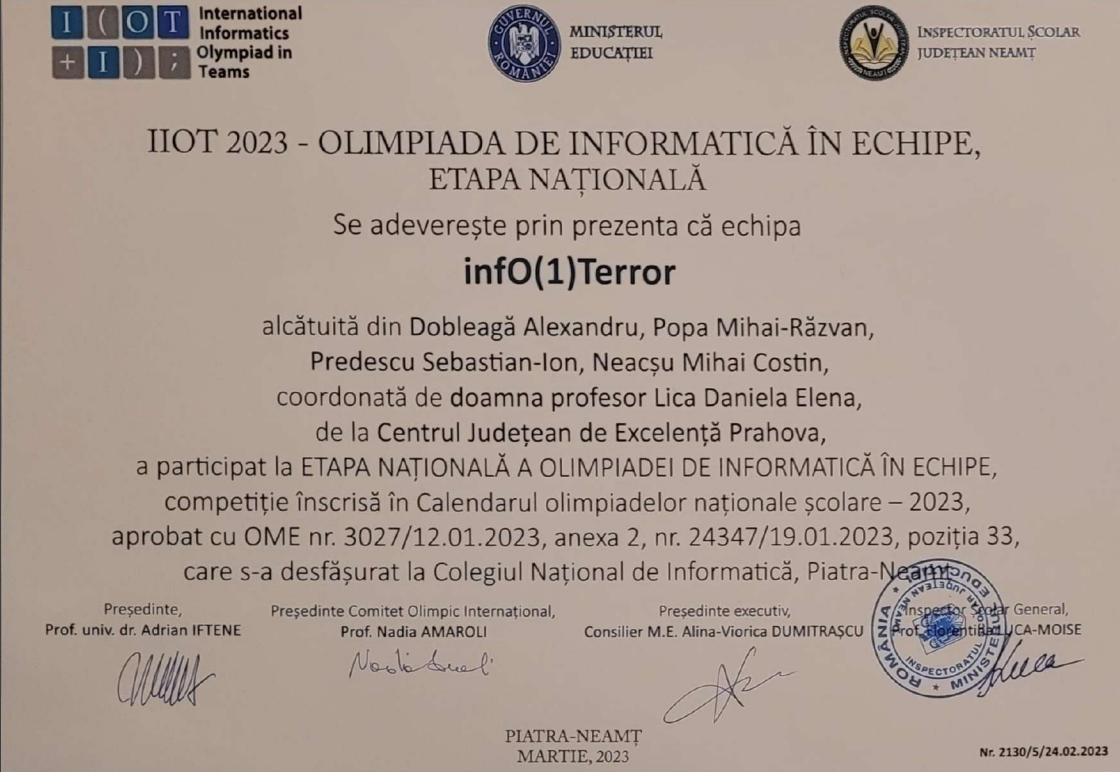 I ( O T
+ I ) ;
International
Informatics
Olympiad in
Teams
GUVERNUL ROMÂNIEI
MINISTERUL
EDUCAȚIEI
INSPECTORATUL ȘCOLAR
JUDEȚEAN NEAMȚ
IIOT 2023 - OLIMPIADA DE INFORMATICĂ ÎN ECHIPE,
ETAPA NAȚIONALĂ
Se adeverește prin prezenta că echipa
infO(1)Terror
alcătuită din Dobleagă Alexandru, Popa Mihai-Răzvan,
Predescu Sebastian-Ion, Neacșu Mihai Costin,
coordonată de doamna profesor Lica Daniela Elena,
de la Centrul Județean de Excelență Prahova,
a participat la ETAPA NAȚIONALĂ A OLIMPIADEI DE INFORMATICĂ ÎN ECHIPE,
competiție înscrisă în Calendarul olimpiadelor naționale școlare – 2023,
aprobat cu OME nr. 3027/12.01.2023, anexa 2, nr. 24347/19.01.2023, poziția 33,
care s-a desfășurat la Colegiul Național de Informatică, Piatra-Neamț
Președinte,
Prof. univ. dr. Adrian IFTENE
Președinte Comitet Olimpic Internațional,
Prof. Nadia AMAROLI
Președinte executiv,
Consilier M.E. Alina-Viorica DUMITRAȘCU
Inspector Școlar General,
Prof. Florentina LUCA-MOISE
ROMÂNIA * MINISTERUL EDUCAȚIEI
INSPECTORATUL ȘCOLAR JUDEȚEAN NEAMȚ
PIATRA-NEAMȚ
MARTIE, 2023
Nr. 2130/5/24.02.2023